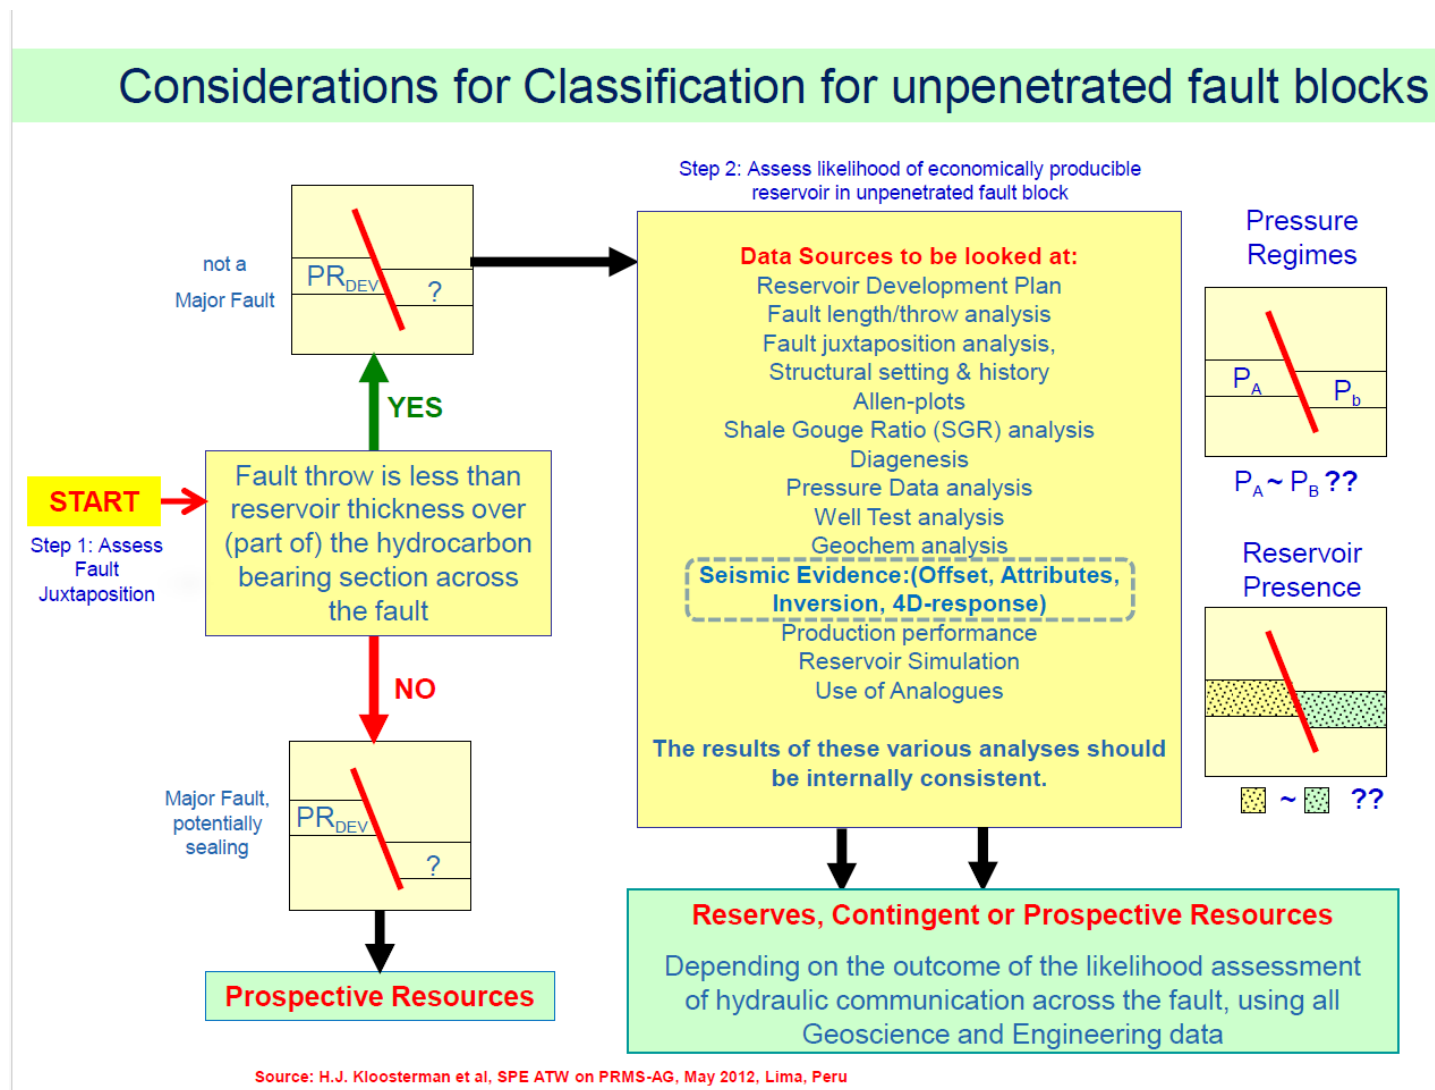 Considerations for Classification for unpenetrated fault blocks
Step 2: Assess likelihood of economically producible
reservoir in unpenetrated fault block
not a
Major Fault
PRDEV
?
YES
START
Step 1: Assess
Fault
Juxtaposition
Fault throw is less than
reservoir thickness over
(part of) the hydrocarbon
bearing section across
the fault
NO
Major Fault,
potentially
sealing
PRDEV
?
Prospective Resources
Data Sources to be looked at:
Reservoir Development Plan
Fault length/throw analysis
Fault juxtaposition analysis,
Structural setting & history
Allen-plots
Shale Gouge Ratio (SGR) analysis
Diagenesis
Pressure Data analysis
Well Test analysis
Geochem analysis
Seismic Evidence:(Offset, Attributes,
Inversion, 4D-response)
Production performance
Reservoir Simulation
Use of Analogues
The results of these various analyses should
be internally consistent.
Pressure
Regimes
PA
Pb
PA ~ PB ??
Reservoir
Presence
~ ??
Reserves, Contingent or Prospective Resources
Depending on the outcome of the likelihood assessment
of hydraulic communication across the fault, using all
Geoscience and Engineering data
Source: H.J. Kloosterman et al, SPE ATW on PRMS-AG, May 2012, Lima, Peru